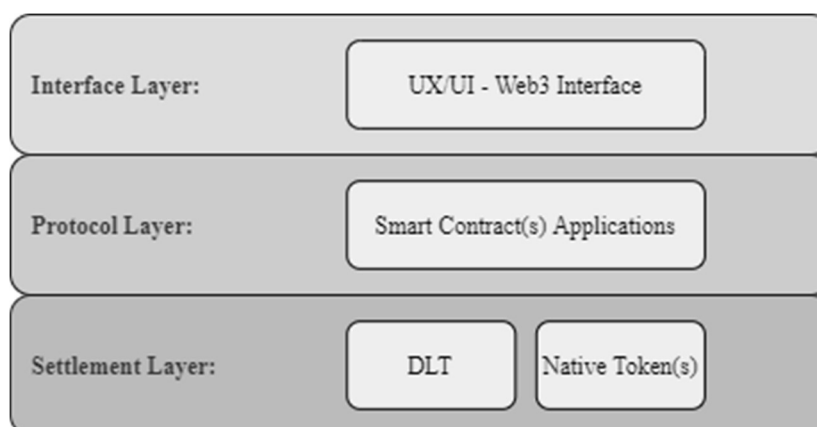 Interface Layer:
UX/UI - Web3 Interface
Protocol Layer:
Smart Contract(s) Applications
Settlement Layer:
DLT
Native Token(s)